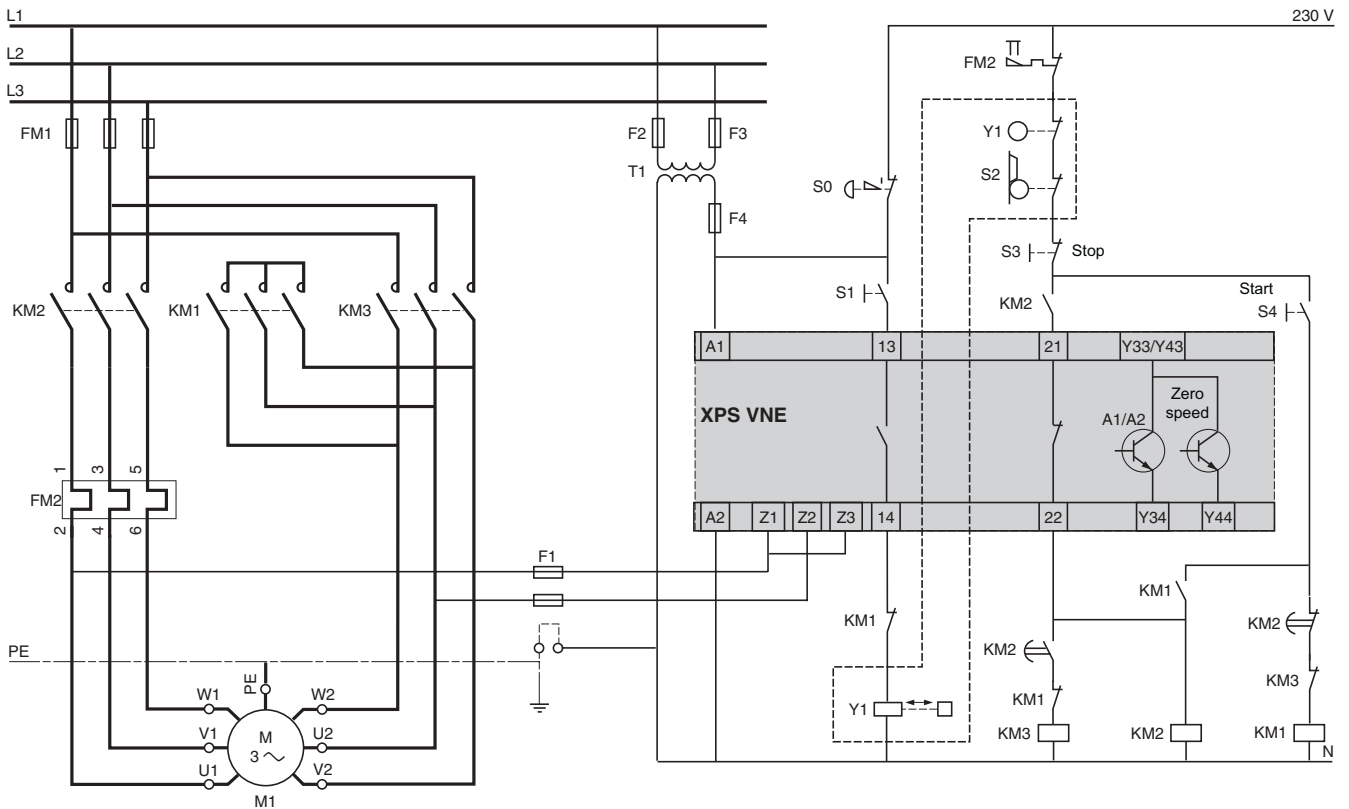 L1
230 V
L2
FM2
L3
FM1
F2
F3
Y1
T1
S2
S0
F4
S3
Stop
S1
Start
KM2
KM1
KM3
KM2
S4
A1
13
21
Y33/Y43
XPS VNE
Zero
speed
A1/A2
1
3
5
FM2
2
4
6
A2
Z1
Z2
Z3
14
22
Y34
Y44
F1
KM1
KM1
KM2
KM2
PE
PE
W1
W2
KM1
KM3
Y1
V1
M
3
U2
KM3
KM2
KM1
N
U1
V2
M1